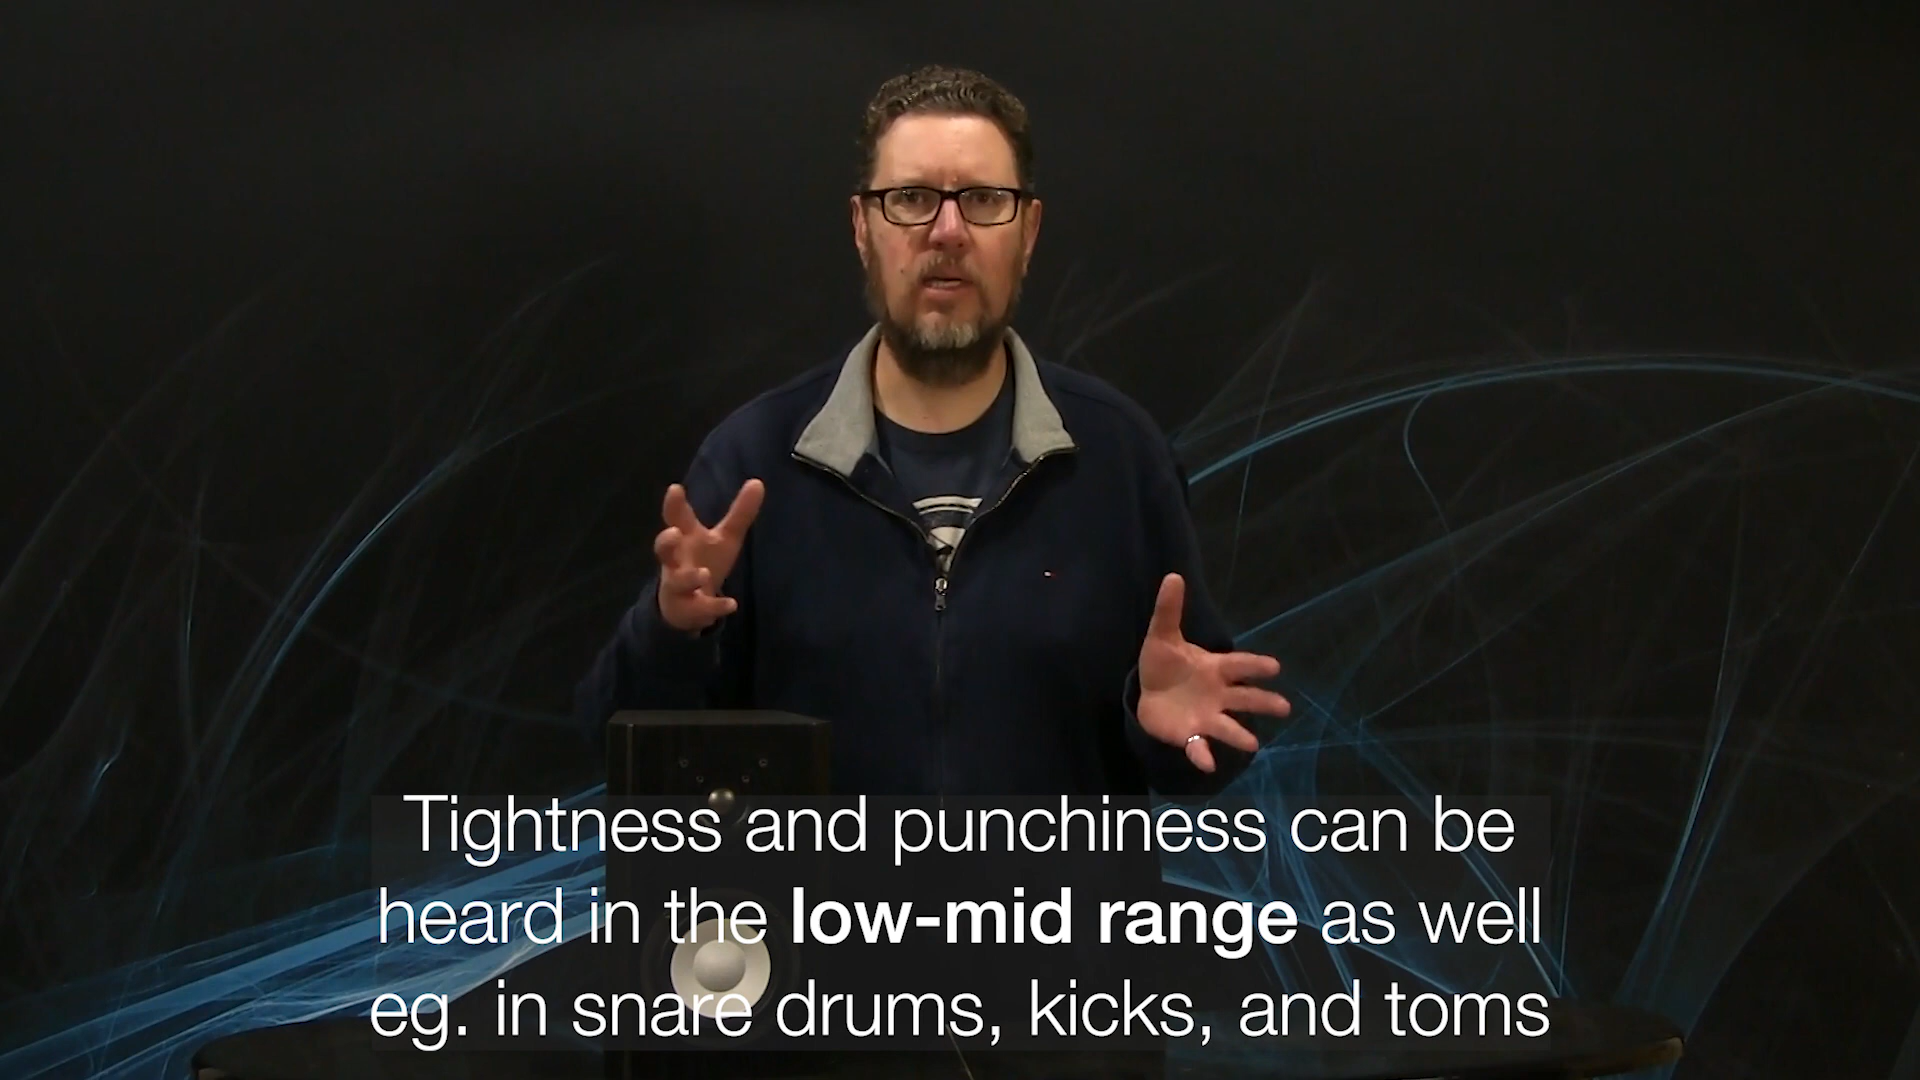 Tightness and punchiness can be
heard in the low-mid range as well
eg. in snare drums, kicks, and toms